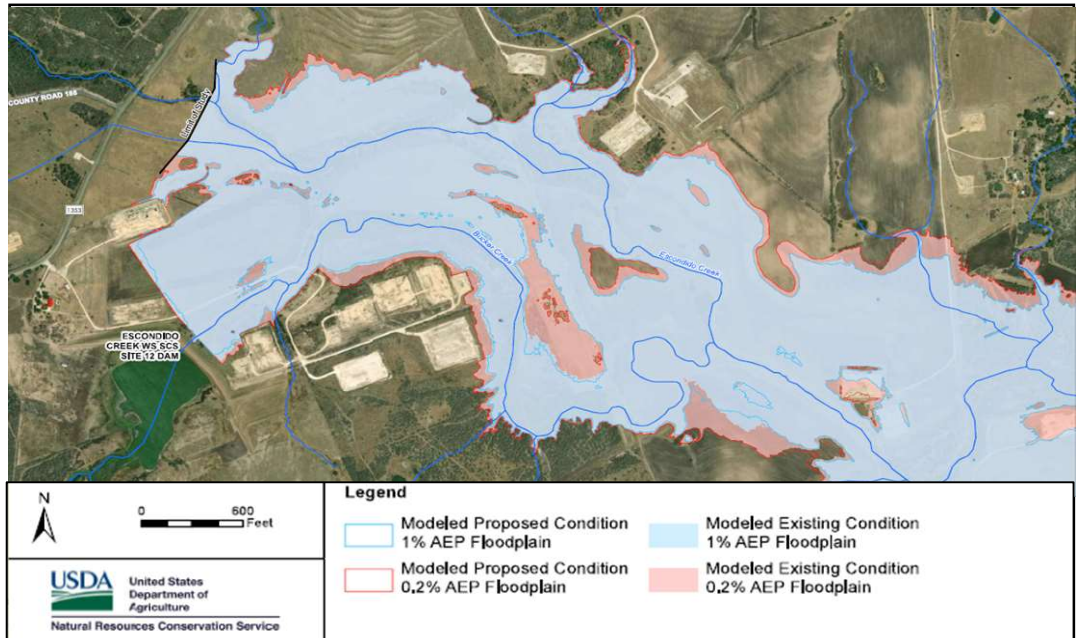 COUNTY ROAD 185
Limit of Study
1353
Bucker Creek
Escondido Creek
ESCONDIDO
CREEK WS SCS
SITE 12 DAM
N
0 600
Feet
USDA
United States
Department of
Agriculture
Natural Resources Conservation Service
Legend
Modeled Proposed Condition
1% AEP Floodplain
Modeled Proposed Condition
0.2% AEP Floodplain
Modeled Existing Condition
1% AEP Floodplain
Modeled Existing Condition
0.2% AEP Floodplain